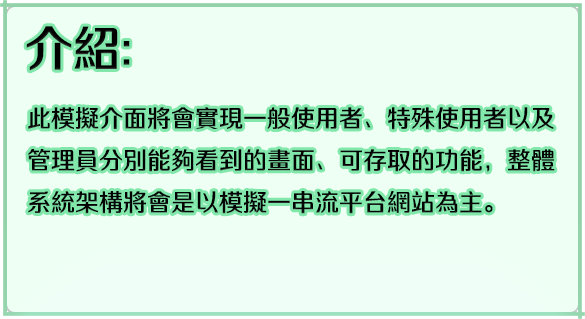 介紹:
此模擬介面將會實現一般使用者、特殊使用者以及
管理員分別能夠看到的畫面、可存取的功能，整體
系統架構將會是以模擬一串流平台網站為主。